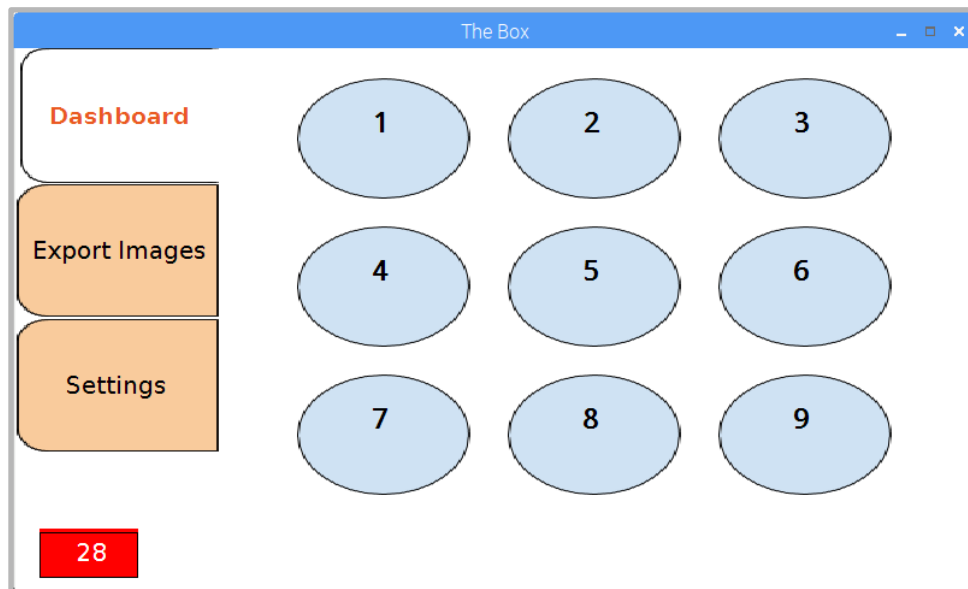 The Box
Dashboard
Export Images
Settings
28
1 2 3
4 5 6
7 8 9